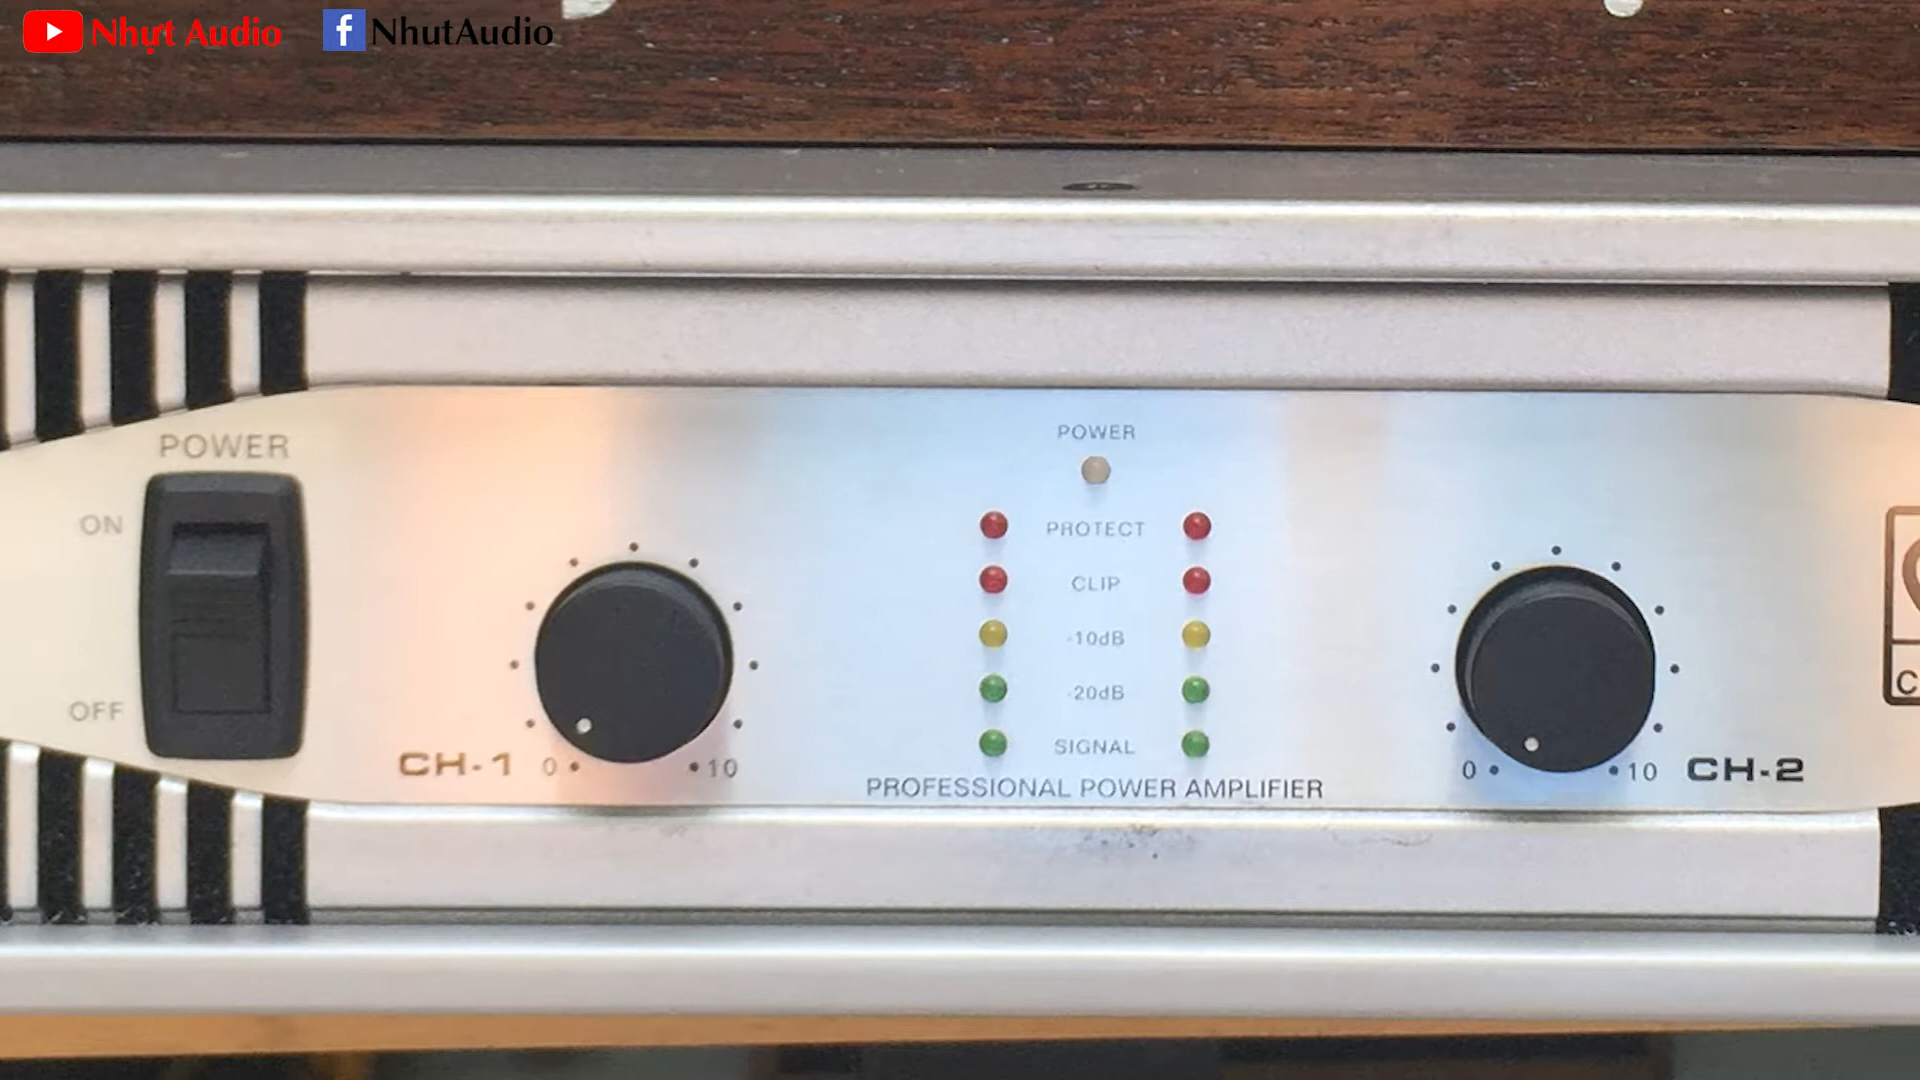 Nhựt Audio
NhutAudio
POWER
ON
OFF
CH-1
0
10
POWER
PROTECT
CLIP
-10dB
-20dB
SIGNAL
PROFESSIONAL POWER AMPLIFIER
0
10
CH-2